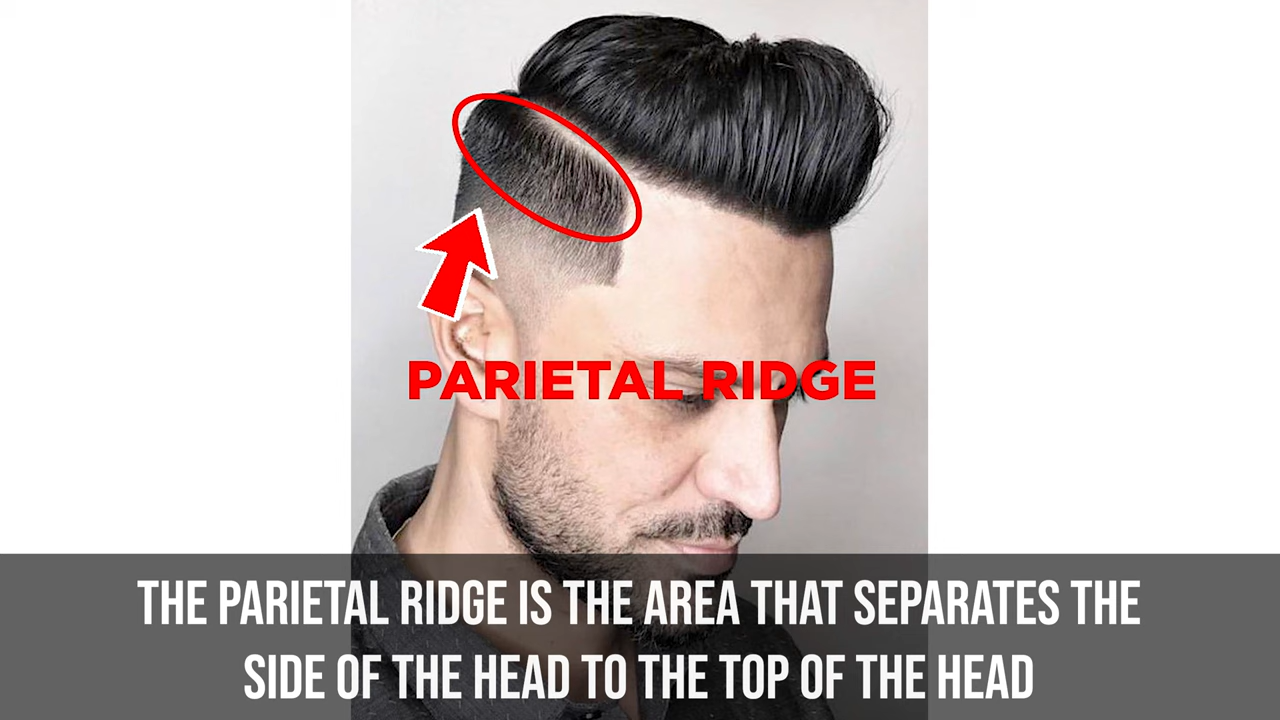 PARIETAL RIDGE
THE PARIETAL RIDGE IS THE AREA THAT SEPARATES THE
SIDE OF THE HEAD TO THE TOP OF THE HEAD